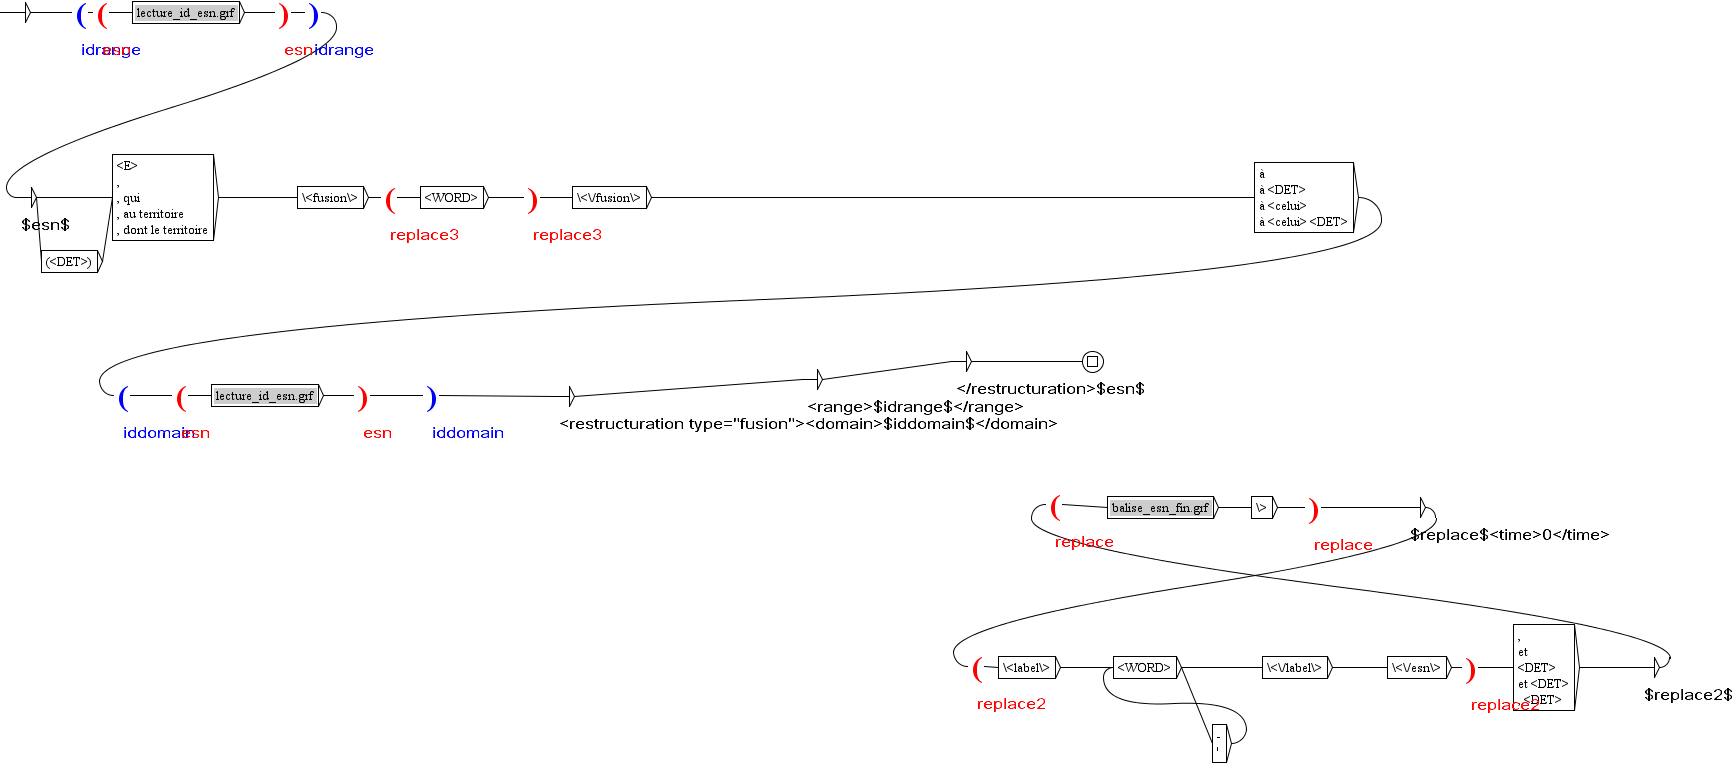 ( ( lecture_id_esn.grf ) )
idrange esn esn idrange
<E>
,
, qui
, au territoire
, dont le territoire
$esn$
(<DET>)
\<fusion\> ( <WORD> ) \<\/fusion\>
replace3 replace3
à
à <DET>
à <celui>
à <celui> <DET>
( ( lecture_id_esn.grf ) )
iddomain esn esn iddomain
<restructuration type="fusion"><domain>$iddomain$</domain>
<range>$idrange$</range>
</restructuration>$esn$
( balise_esn_fin.grf \> )
replace replace
$replace$<time>0</time>
( \<label\> <WORD> \<\/label\> \<\/esn\> )
replace2 replace2
-
'
,
et
<DET>
et <DET>
, <DET>
$replace2$